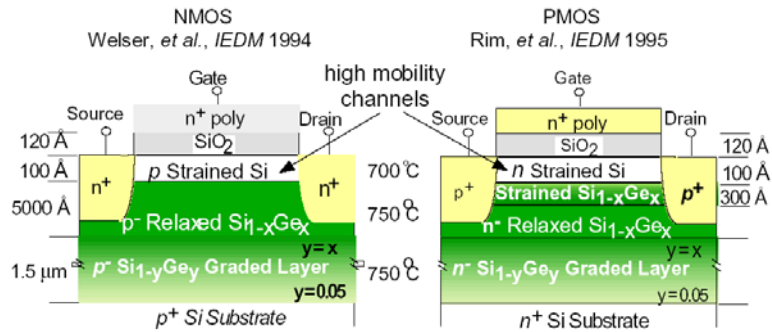 NMOS
Welser, et al., IEDM 1994
PMOS
Rim, et al., IEDM 1995
high mobility
channels
Gate
Source
Drain
n+ poly
SiO2
120 Å
100 Å
5000 Å
1.5 μm
n+
p Strained Si
n+
p- Relaxed Si1-xGex
y=x
p- Si1-yGey Graded Layer
y=0.05
p+ Si Substrate
700 °C
750 °C
750 °C
Gate
Source
Drain
n+ poly
SiO2
120 Å
100 Å
300 Å
p+
n Strained Si
p+
Strained Si1-xGex
n- Relaxed Si1-xGex
y=x
n- Si1-yGey Graded Layer
y=0.05
n+ Si Substrate